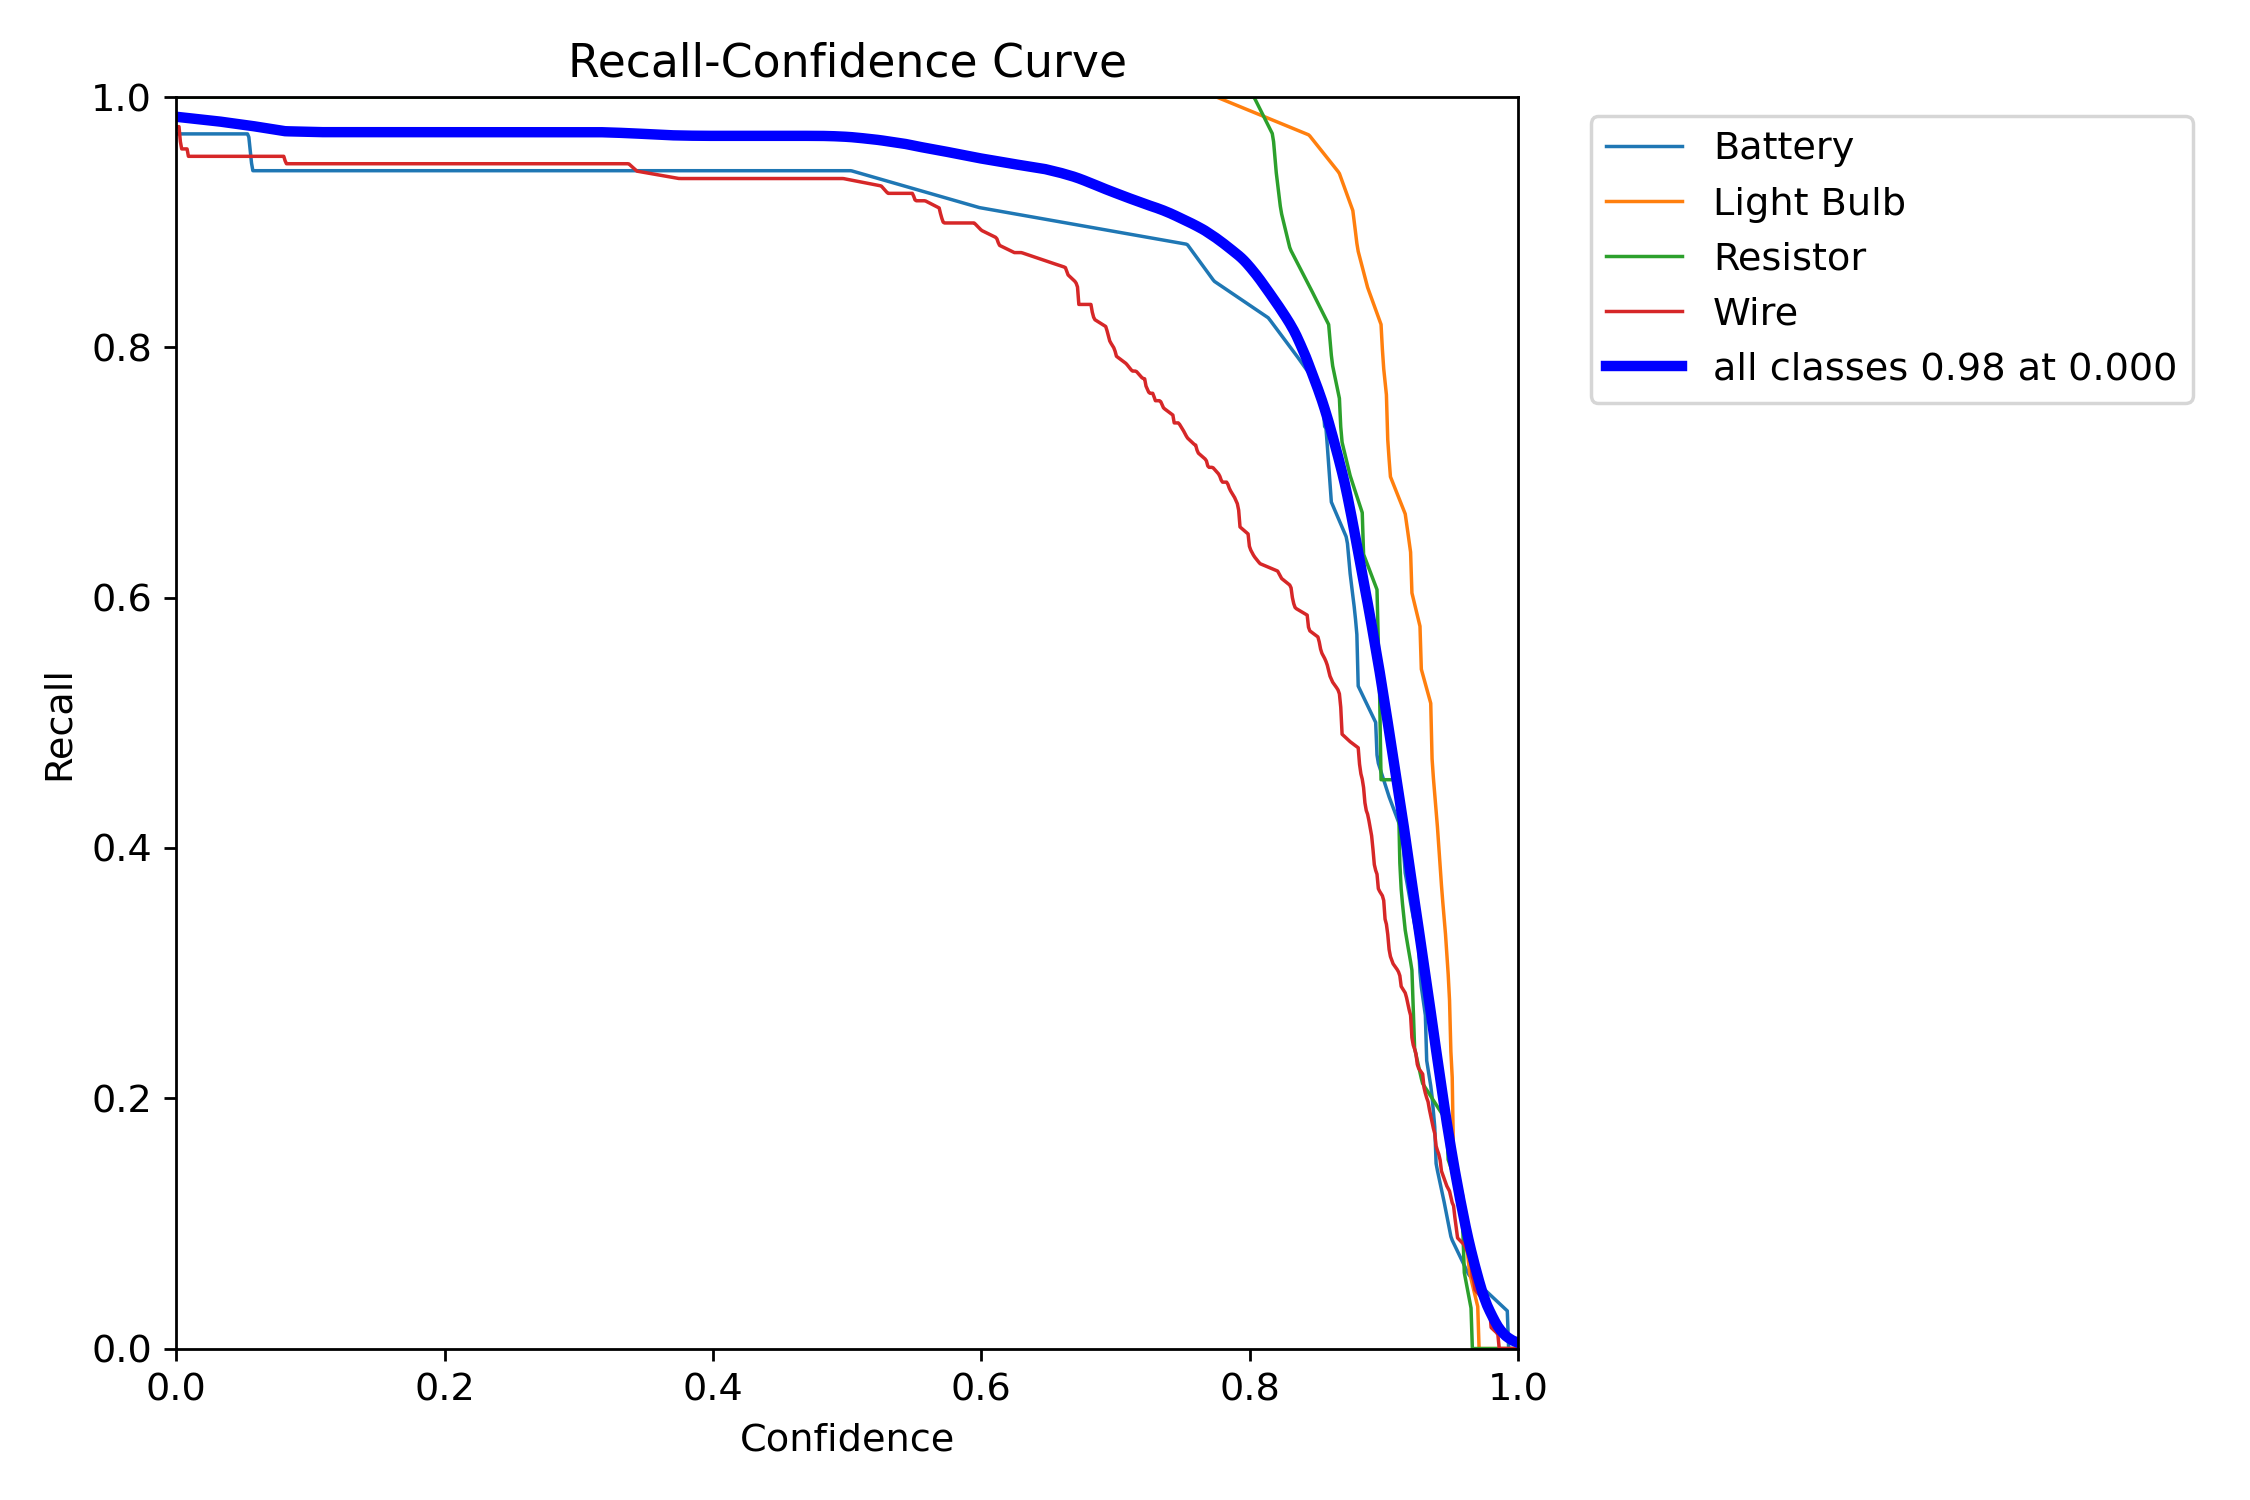 Recall-Confidence Curve
1.0
0.8
0.6
0.4
0.2
0.0
Recall
0.0 0.2 0.4 0.6 0.8 1.0
Confidence
Battery
Light Bulb
Resistor
Wire
all classes 0.98 at 0.000